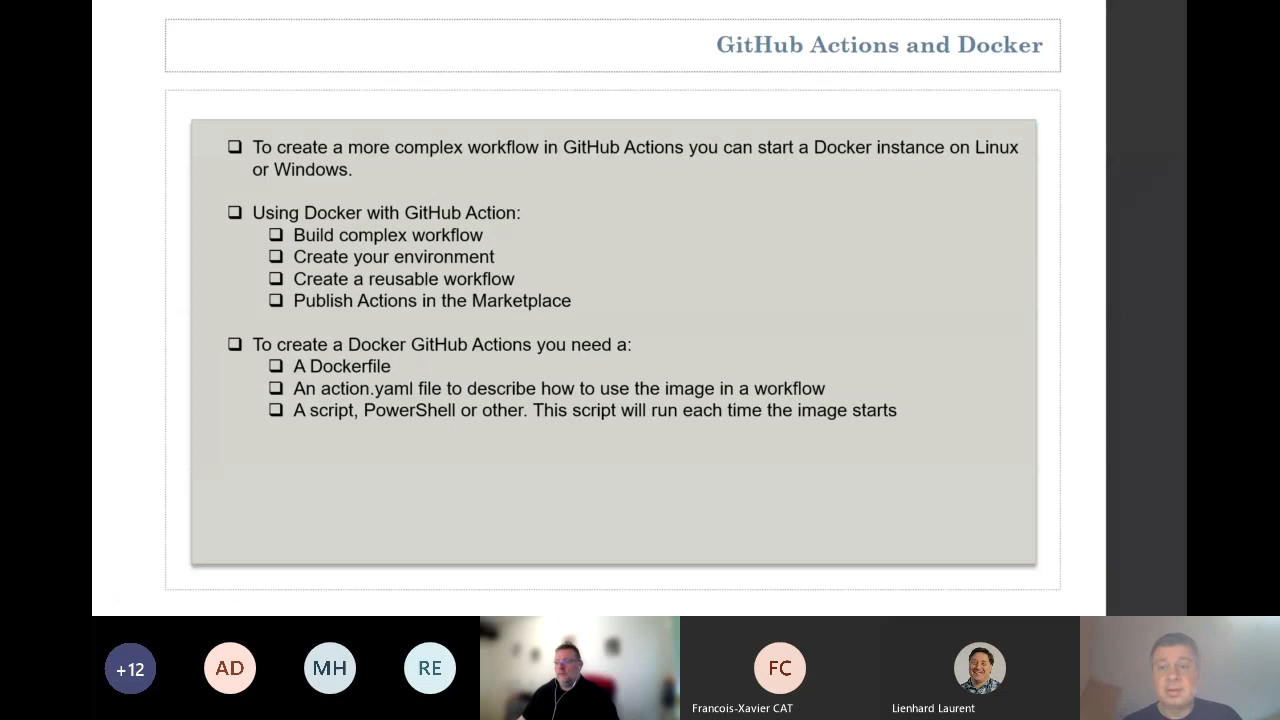 GitHub Actions and Docker
❑ To create a more complex workflow in GitHub Actions you can start a Docker instance on Linux
or Windows.
❑ Using Docker with GitHub Action:
❑ Build complex workflow
❑ Create your environment
❑ Create a reusable workflow
❑ Publish Actions in the Marketplace
❑ To create a Docker GitHub Actions you need a:
❑ A Dockerfile
❑ An action.yaml file to describe how to use the image in a workflow
❑ A script, PowerShell or other. This script will run each time the image starts
+12 AD MH RE FC
Francois-Xavier CAT Lienhard Laurent